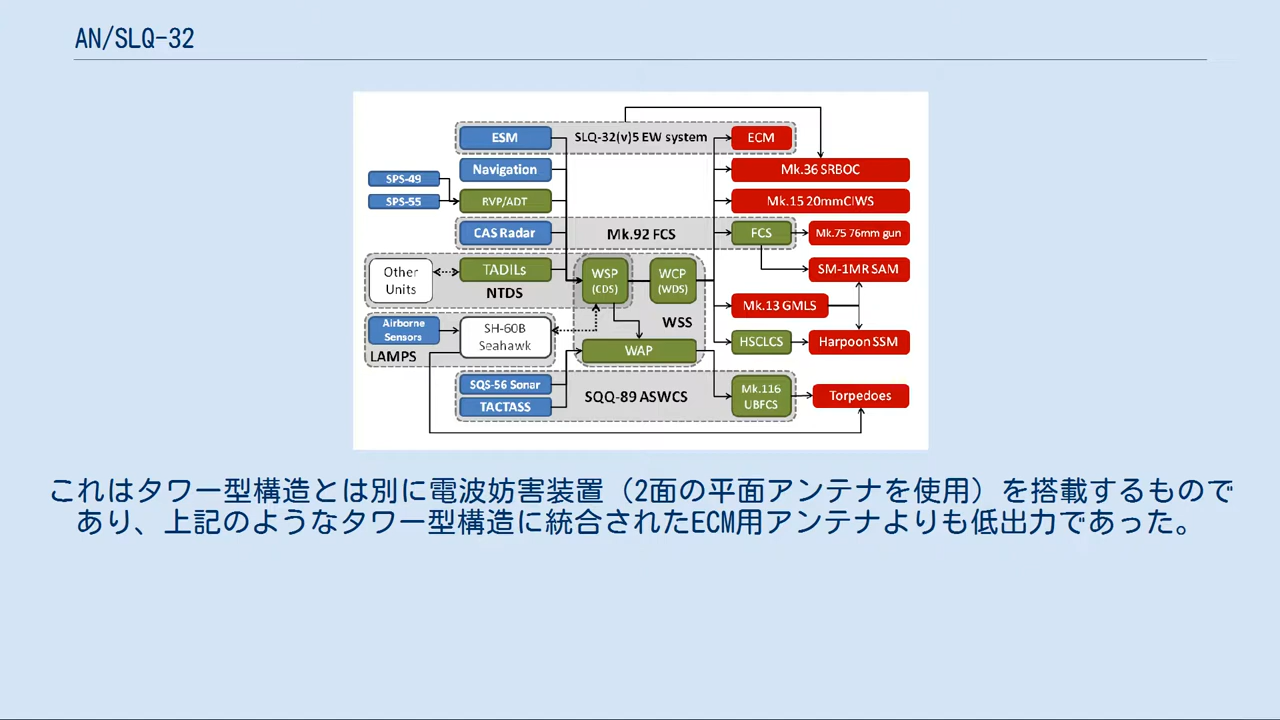 AN/SLQ-32
ESM
SLQ-32(v)5 EW system
ECM
Navigation
Mk.36 SRBOC
SPS-49
SPS-55
RVP/ADT
Mk.15 20mmCIWS
CAS Radar
Mk.92 FCS
FCS
Mk.75 76mm gun
Other
Units
TADILs
NTDS
WSP
(CDS)
WCP
(WDS)
SM-1MR SAM
WSS
Mk.13 GMLS
Airborne
Sensors
LAMPS
SH-60B
Seahawk
WAP
HSCLCS
Harpoon SSM
SQS-56 Sonar
TACTASS
SQQ-89 ASWCS
Mk.116
UBFCS
Torpedoes
これはタワー型構造とは別に電波妨害装置（2面の平面アンテナを使用）を搭載するもので
あり、上記のようなタワー型構造に統合されたECM用アンテナよりも低出力であった。